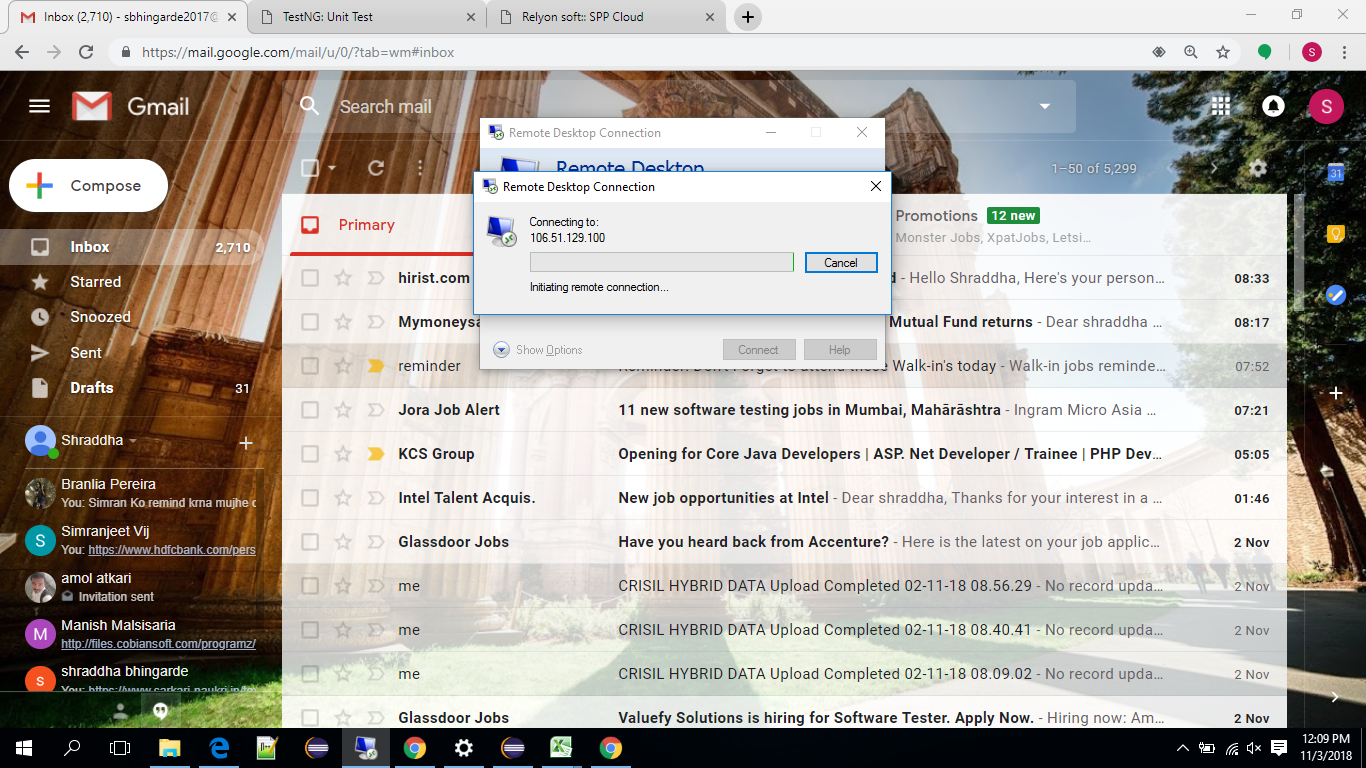 Inbox (2,710) - sbhingarde2017@
TestNG: Unit Test
Relyon soft:: SPP Cloud
https://mail.google.com/mail/u/0/?tab=wm#inbox
S
Gmail
Search mail
S
Remote Desktop Connection
Remote Desktop
1–50 of 5,299
31
Compose
Remote Desktop Connection
Connecting to:
106.51.129.100
Cancel
Initiating remote connection...
Show Options
Connect
Help
Inbox 2,710
Starred
Snoozed
Sent
Drafts 31
Primary
Promotions 12 new
Monster Jobs, XpatJobs, Letsi…
hirist.com d - Hello Shraddha, Here's your person… 08:33
Mymoneysa Mutual Fund returns - Dear shraddha … 08:17
reminder Reminder: Don't Forget to attend these Walk-in's today - Walk-in jobs reminde… 07:52
Jora Job Alert 11 new software testing jobs in Mumbai, Mahārāshtra - Ingram Micro Asia … 07:21
KCS Group Opening for Core Java Developers | ASP. Net Developer / Trainee | PHP Dev… 05:05
Intel Talent Acquis. New job opportunities at Intel - Dear shraddha, Thanks for your interest in a … 01:46
Glassdoor Jobs Have you heard back from Accenture? - Here is the latest on your job applic… 2 Nov
me CRISIL HYBRID DATA Upload Completed 02-11-18 08.56.29 - No record upda… 2 Nov
me CRISIL HYBRID DATA Upload Completed 02-11-18 08.40.41 - No record upda… 2 Nov
me CRISIL HYBRID DATA Upload Completed 02-11-18 08.09.02 - No record upda… 2 Nov
Glassdoor Jobs Valuefy Solutions is hiring for Software Tester. Apply Now. - Hiring now: Am… 2 Nov
Shraddha
Branlia Pereira
You: Simran Ko remind krna mujhe c
S
Simranjeet Vij
You: https://www.hdfcbank.com/pers
amol atkari
Invitation sent
M
Manish Malsisaria
http://files.cobiansoft.com/programz/
s
shraddha bhingarde
You: https://www.sarkari-naukri.in/te
12:09 PM
11/3/2018